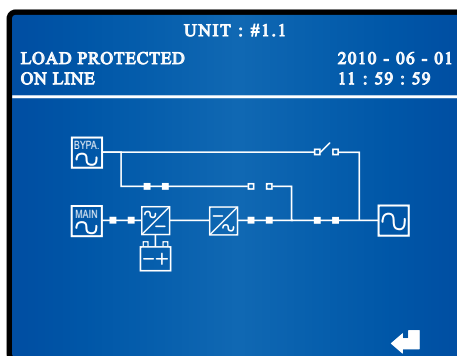 UNIT : #1.1
LOAD PROTECTED
2010 - 06 - 01
ON LINE
11 : 59 : 59
BYPA.
MAIN